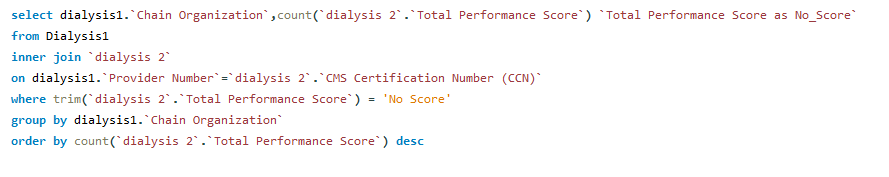 select dialysis1.`Chain Organization`,count(`dialysis 2`.`Total Performance Score`) `Total Performance Score as No_Score`
from Dialysis1
inner join `dialysis 2`
on dialysis1.`Provider Number`=`dialysis 2`.`CMS Certification Number (CCN)`
where trim(`dialysis 2`.`Total Performance Score`) = 'No Score'
group by dialysis1.`Chain Organization`
order by count(`dialysis 2`.`Total Performance Score`) desc